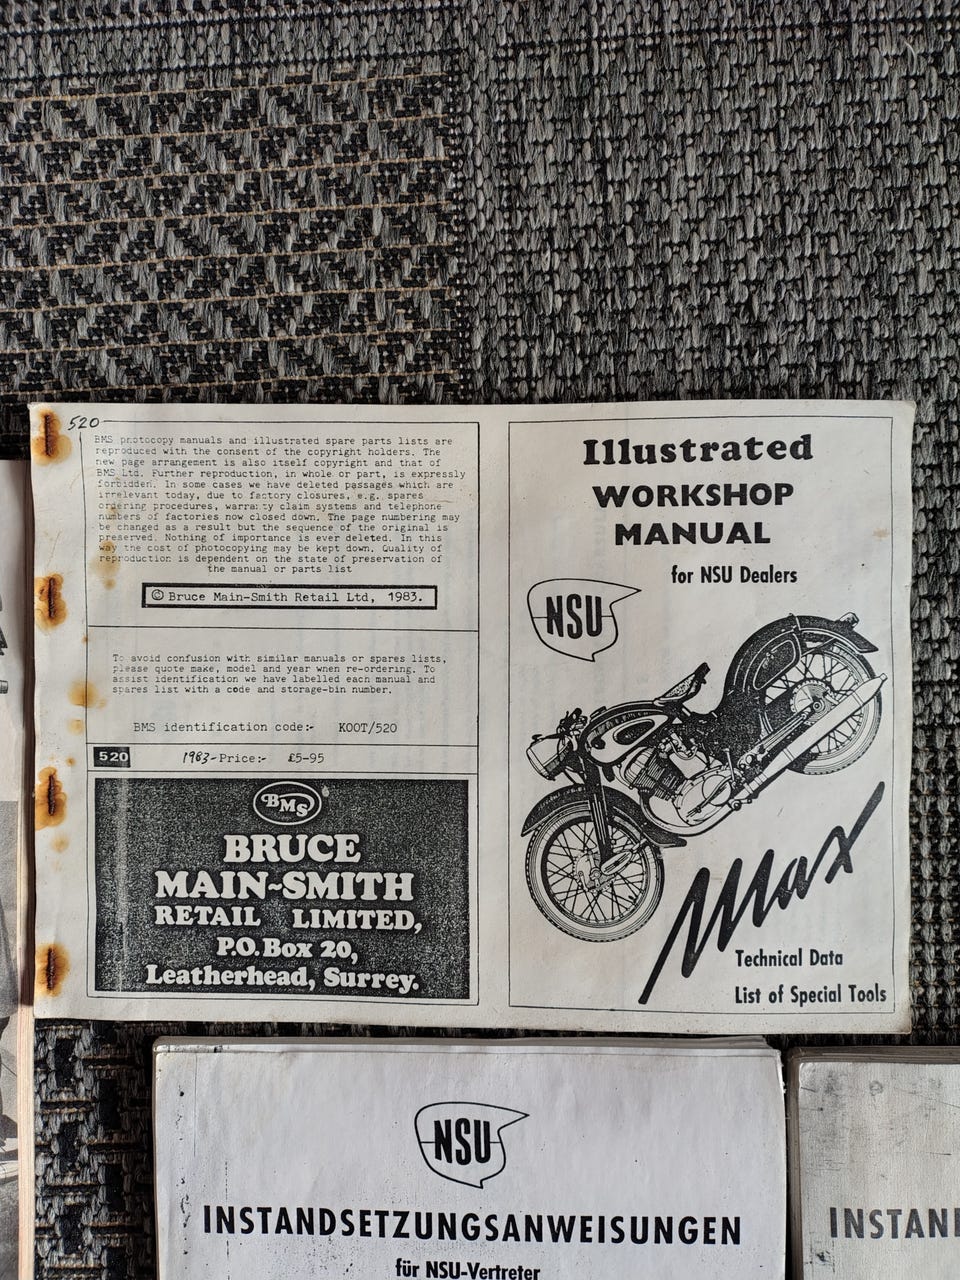 520
BMS photocopy manuals and illustrated spare parts lists are
reproduced with the consent of the copyright holders. The
new page arrangement is also itself copyright and that of
BMS Ltd. Further reproduction, in whole or part, is expressly
forbidden. In some cases we have deleted passages which are
irrelevant today, due to factory closures, e.g. spares
ordering procedures, warranty claim systems and telephone
numbers of factories now closed down. The page numbering may
be changed as a result but the sequence of the original is
preserved. Nothing of importance is ever deleted. In this
way the cost of photocopying may be kept down. Quality of
reproduction is dependent on the state of preservation of
the manual or parts list
© Bruce Main-Smith Retail Ltd, 1983.
To avoid confusion with similar manuals or spares lists,
please quote make, model and year when re-ordering. To
assist identification we have labelled each manual and
spares list with a code and storage-bin number.
BMS identification code:- KOOT/520
520 1983-Price:- £5-95
BMS
BRUCE
MAIN-SMITH
RETAIL LIMITED,
P.O. Box 20,
Leatherhead, Surrey.
Illustrated
WORKSHOP
MANUAL
for NSU Dealers
NSU
Max
Technical Data
List of Special Tools
NSU
INSTANDSETZUNGSANWEISUNGEN
für NSU-Vertreter
INSTAN